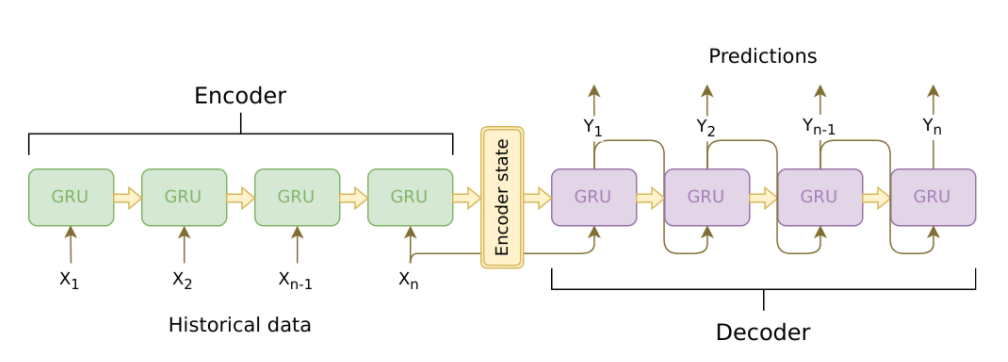 Predictions
Encoder
Y1 Y2 Yn-1 Yn
GRU GRU GRU GRU Encoder state GRU GRU GRU GRU
X1 X2 Xn-1 Xn
Historical data
Decoder